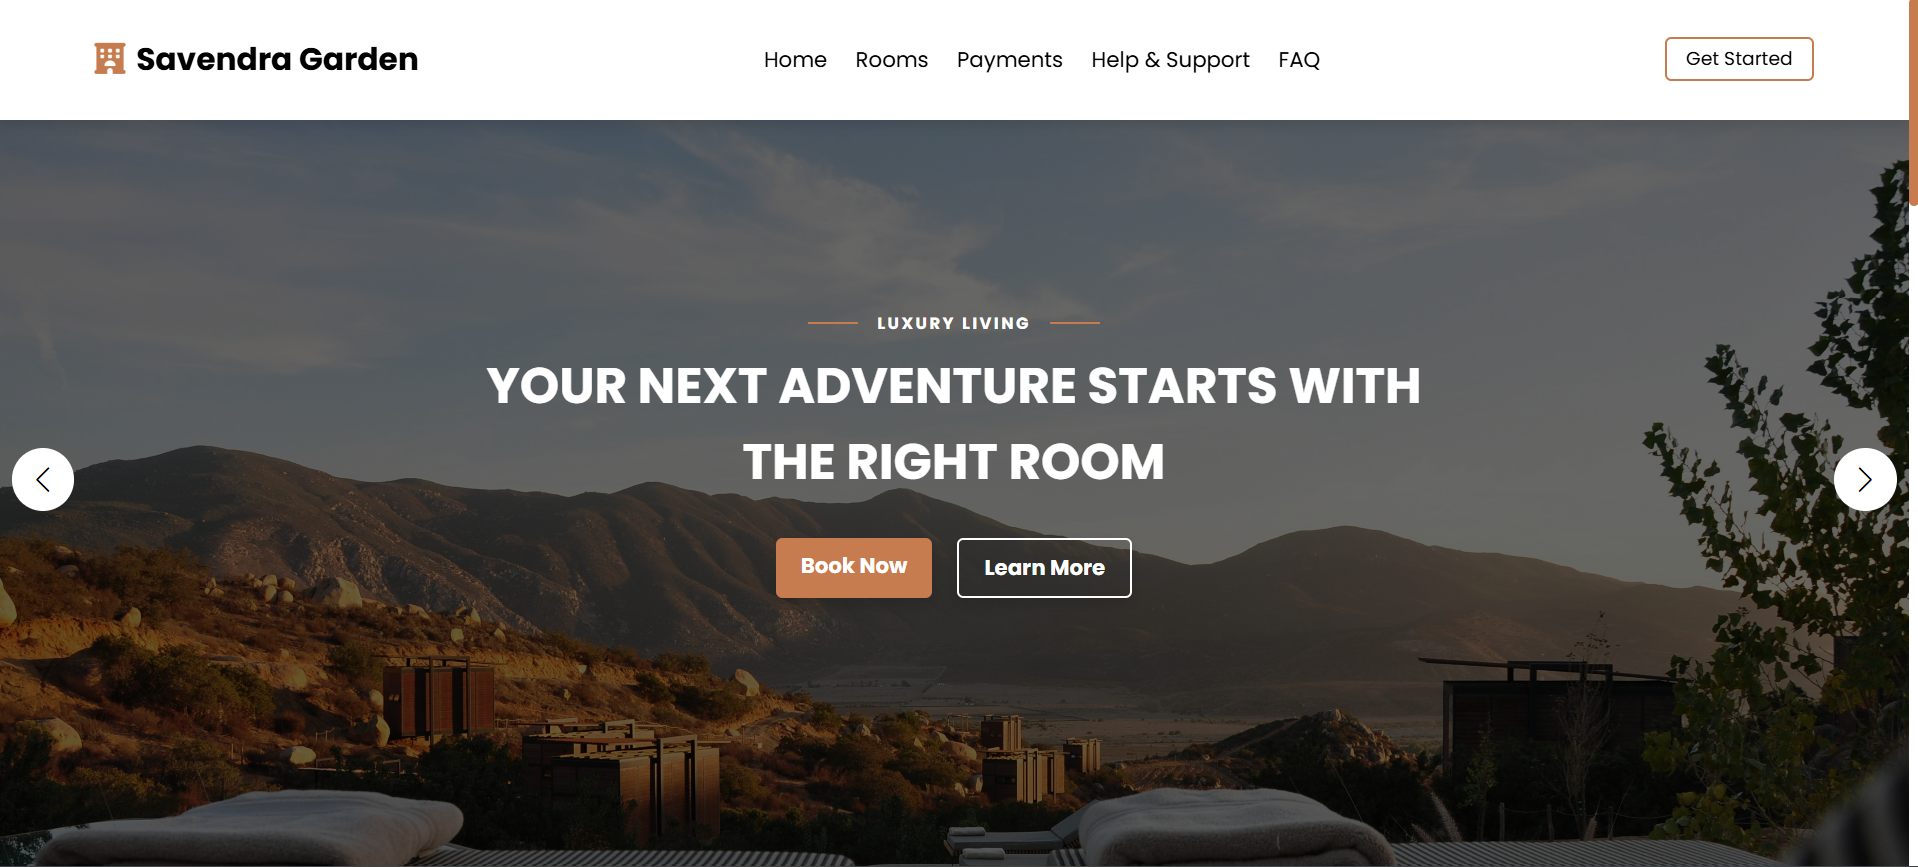 Savendra Garden
Home Rooms Payments Help & Support FAQ
Get Started
LUXURY LIVING
YOUR NEXT ADVENTURE STARTS WITH
THE RIGHT ROOM
Book Now
Learn More